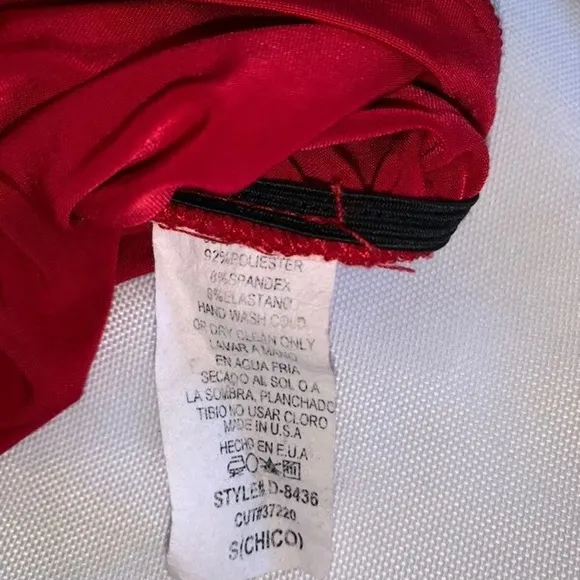 92%POLIESTER
8%SPANDEX
8%ELASTANO
HAND WASH COLD
OR DRY CLEAN ONLY
LAVAR A MANO
EN AGUA FRIA
SECADO AL SOL O A
LA SOMBRA, PLANCHADO
TIBIO NO USAR CLORO
MADE IN U.S.A
HECHO EN E.U.A
STYLE# D-8436
CUT#37220
S(CHICO)